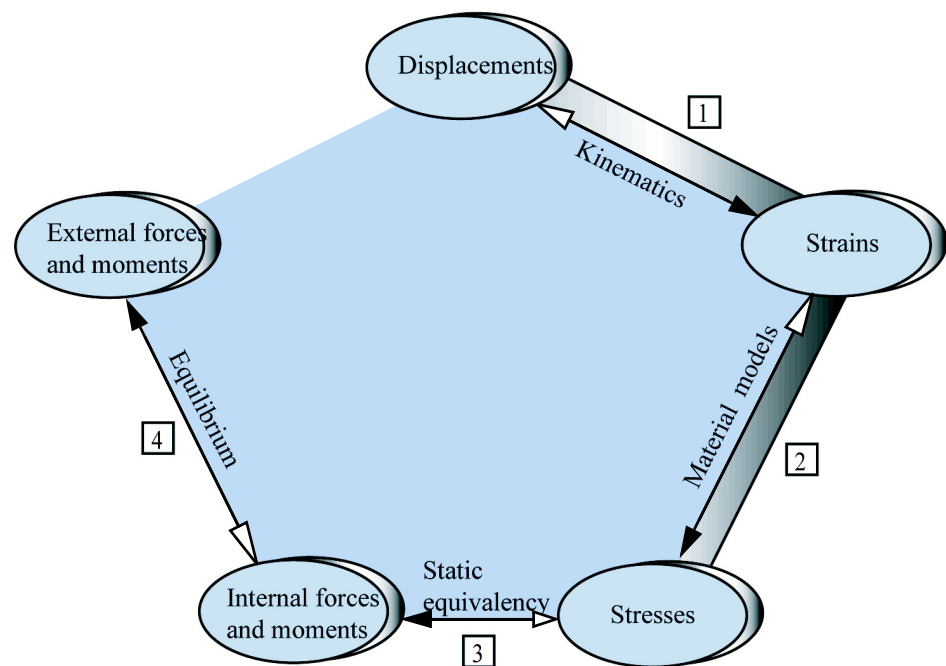 Displacements
1
Kinematics
External forces
and moments
Strains
Equilibrium
4
Material models
2
Static
equivalency
Internal forces
and moments
Stresses
3